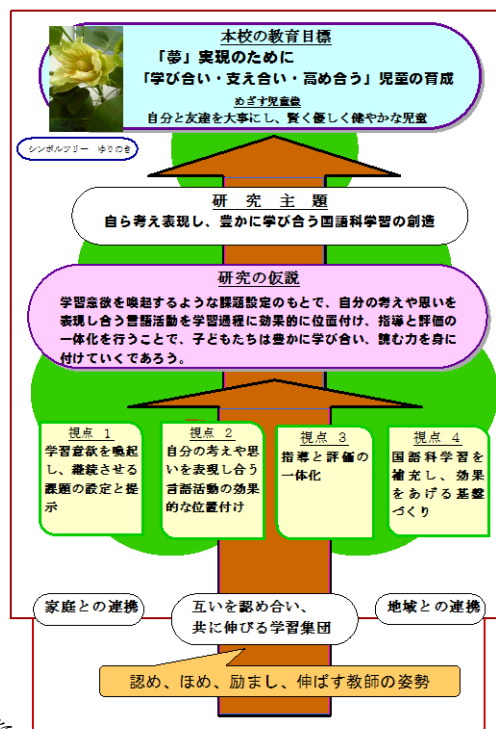 本校の教育目標
「夢」実現のために
「学び合い・支え合い・高め合う」児童の育成
めざす児童像
自分と友達を大事にし、賢く優しく健やかな児童
シンボルツリー ゆりのき
研究主題
自ら考え表現し、豊かに学び合う国語科学習の創造
研究の仮説
学習意欲を喚起するような課題設定のもとで、自分の考えや思いを
表現し合う言語活動を学習過程に効果的に位置付け、指導と評価の
一体化を行うことで、子どもたちは豊かに学び合い、読む力を身に
付けていくであろう。
視点 1
学習意欲を喚起
し、継続させる
課題の設定と提
示
視点 2
自分の考えや思
いを表現し合う
言語活動の効果
的な位置付け
視点 3
指導と評価の
一体化
視点 4
国語科学習を
補充し、効果
をあげる基盤
づくり
家庭との連携
互いを認め合い、
共に伸びる学習集団
地域との連携
認め、ほめ、励まし、伸ばす教師の姿勢